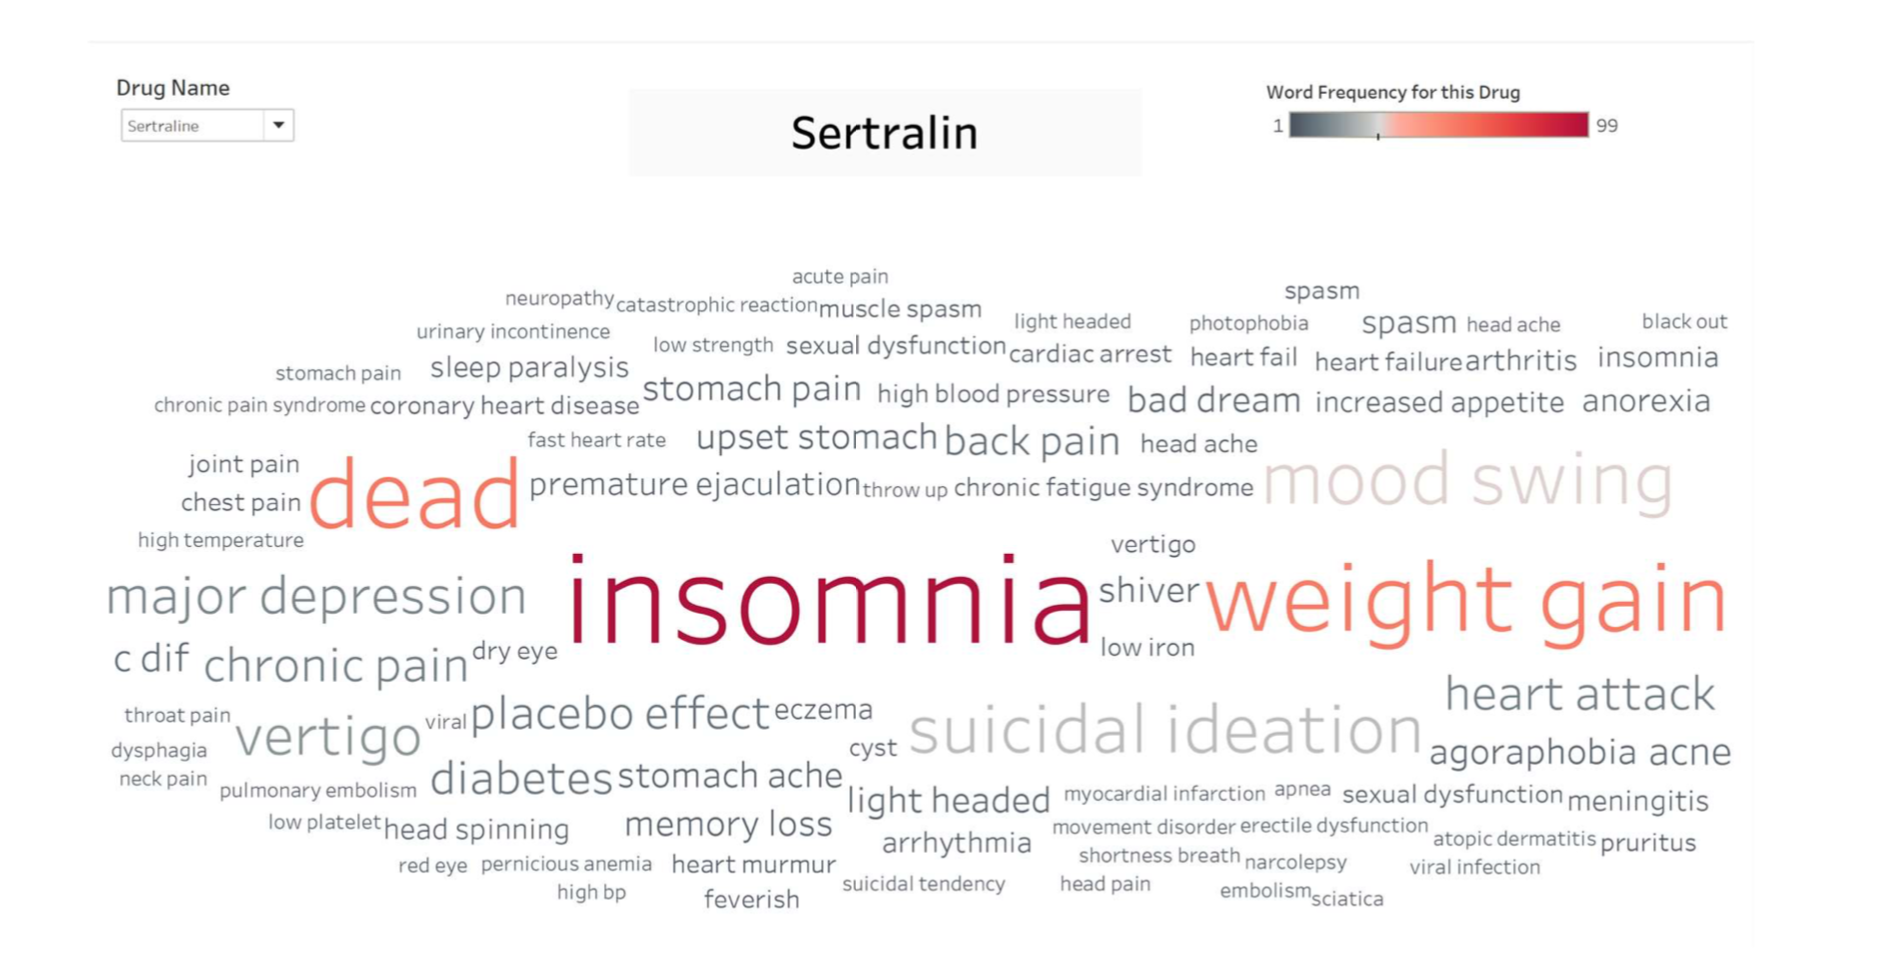 Drug Name
Sertraline
Sertralin
Word Frequency for this Drug
1 99
acute pain
neuropathy catastrophic reaction muscle spasm spasm
urinary incontinence light headed photophobia spasm head ache black out
low strength sexual dysfunction cardiac arrest heart fail heart failure arthritis insomnia
stomach pain sleep paralysis stomach pain high blood pressure bad dream increased appetite anorexia
chronic pain syndrome coronary heart disease
fast heart rate upset stomach back pain head ache
joint pain dead premature ejaculation throw up chronic fatigue syndrome mood swing
chest pain
high temperature
vertigo
major depression insomnia shiver weight gain
low iron
c dif chronic pain dry eye
heart attack
throat pain vertigo viral placebo effect eczema suicidal ideation
dysphagia cyst agoraphobia acne
neck pain pulmonary embolism diabetes stomach ache
light headed myocardial infarction apnea sexual dysfunction meningitis
low platelet head spinning memory loss arrhythmia movement disorder erectile dysfunction atopic dermatitis pruritus
red eye pernicious anemia heart murmur shortness breath narcolepsy viral infection
high bp feverish suicidal tendency head pain embolism sciatica